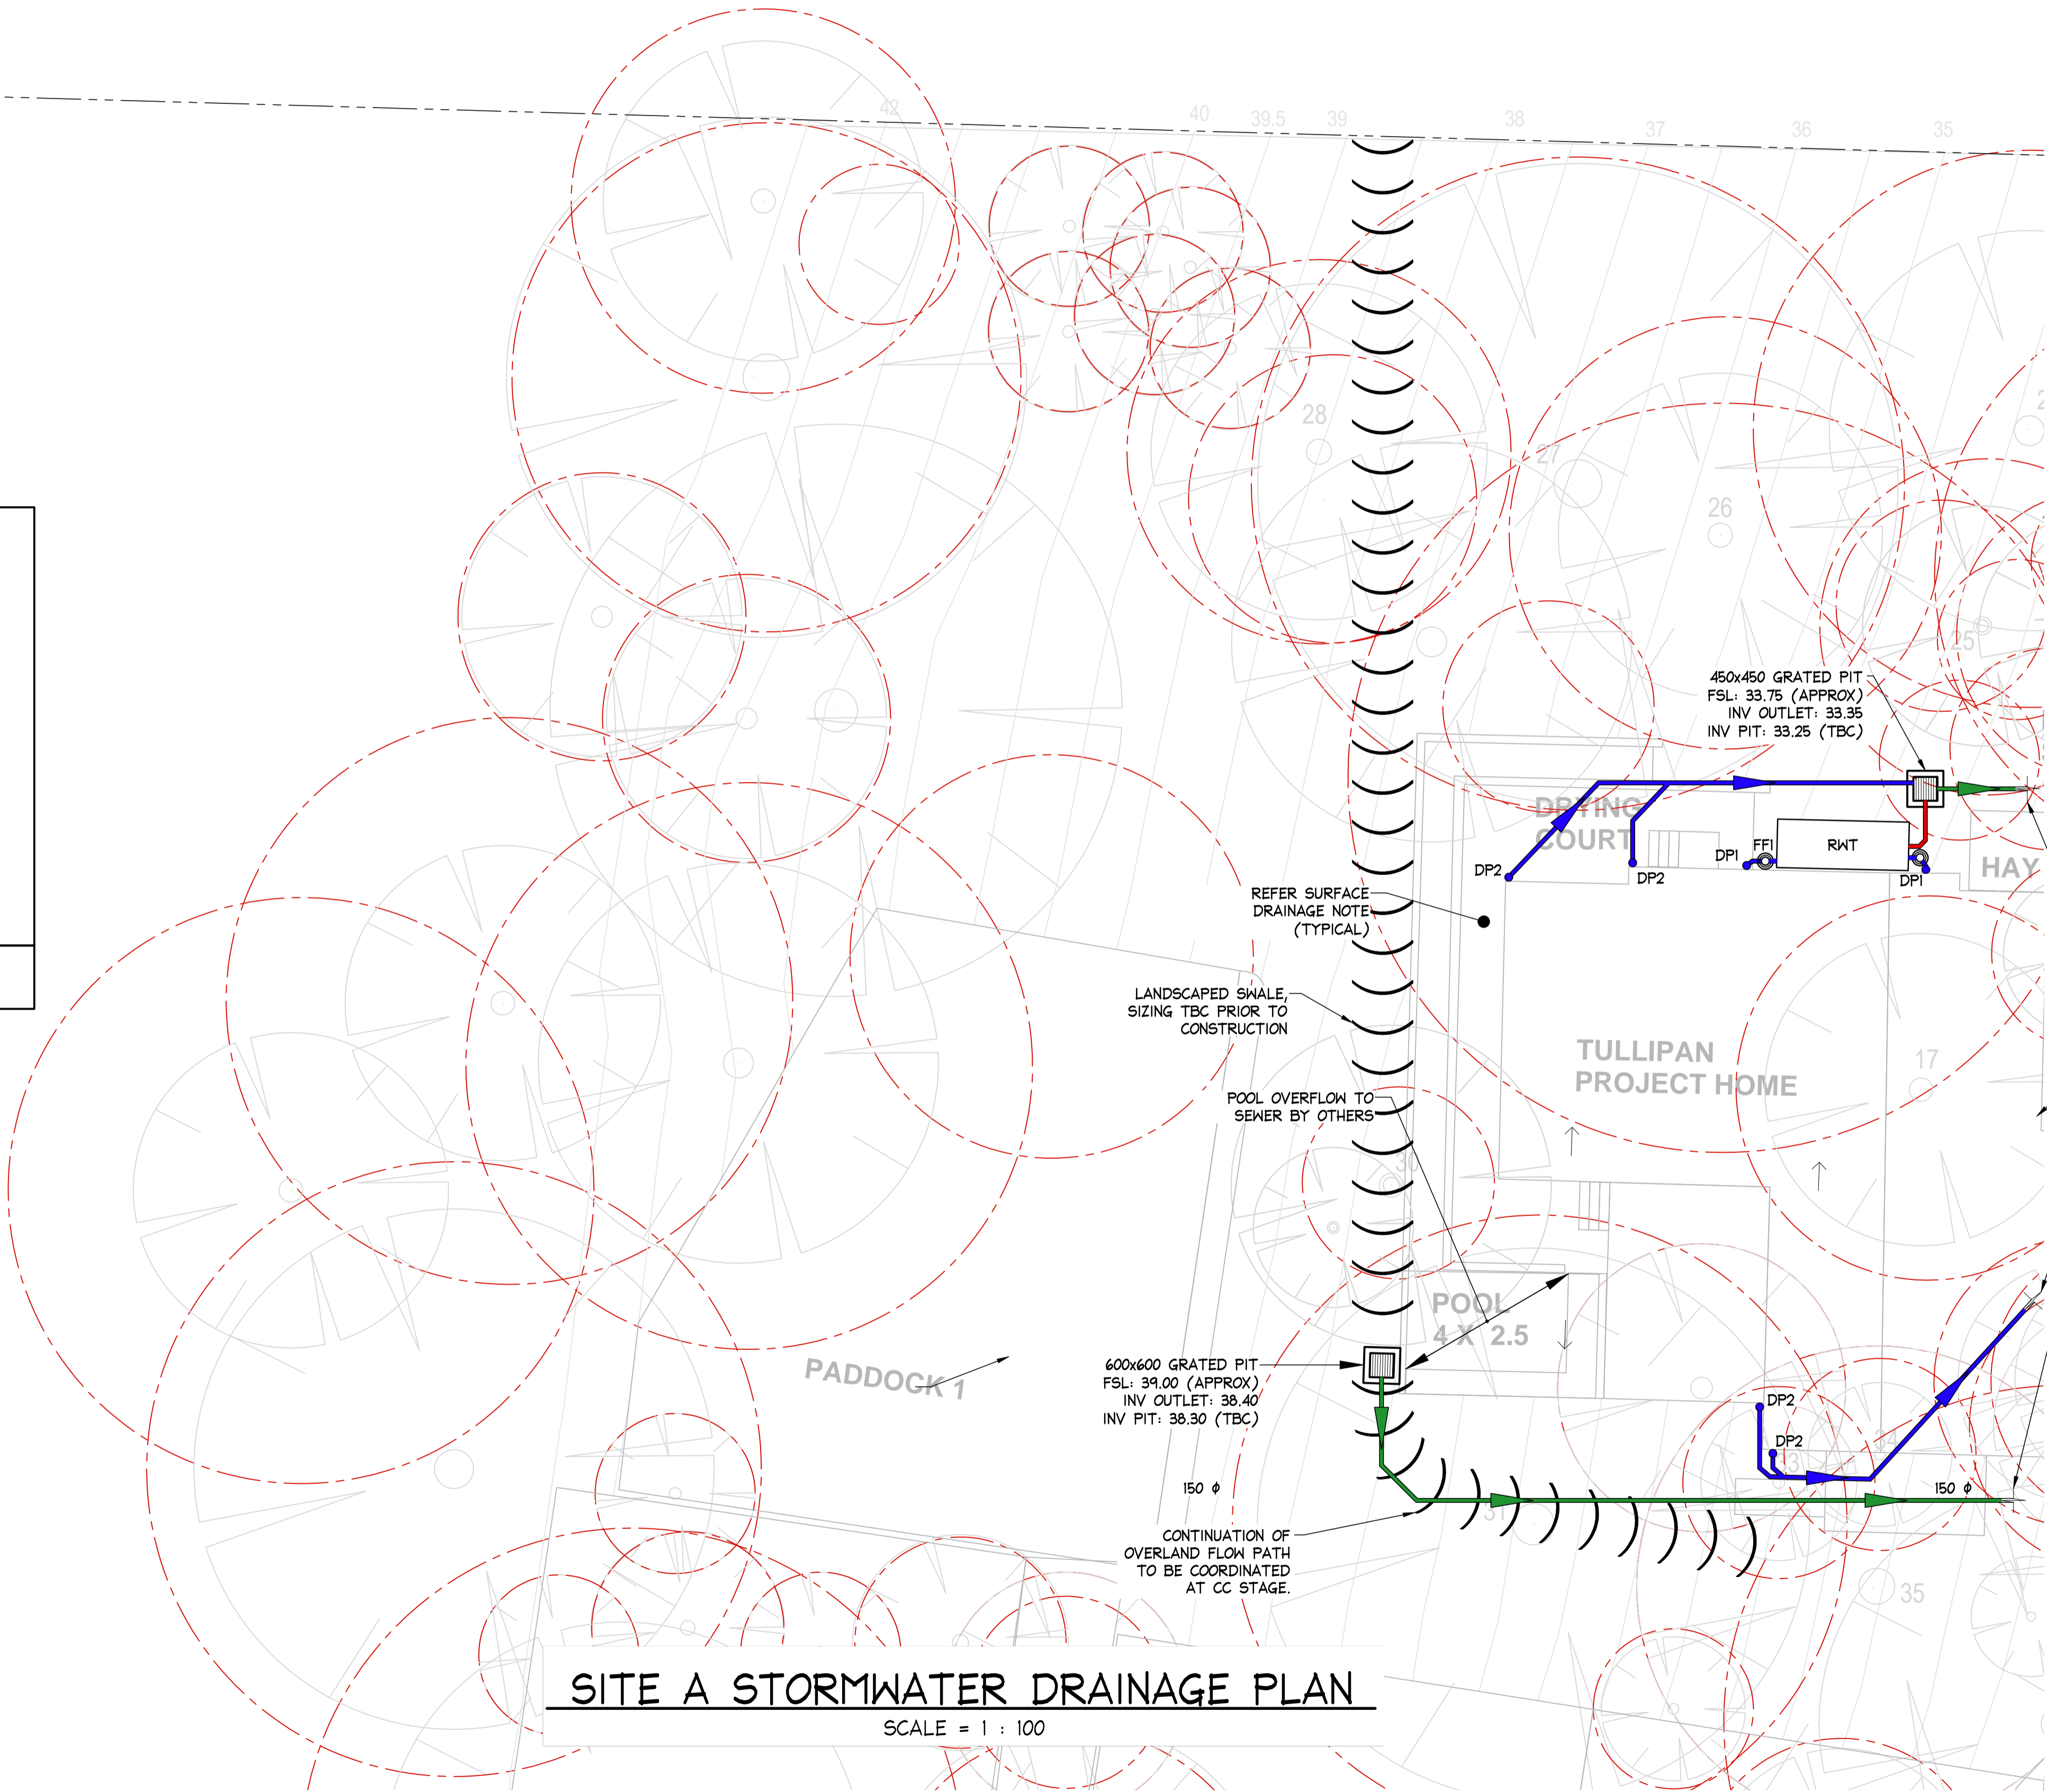 42
40
39.5
39
38
37
36
35
28
27
26
25
450x450 GRATED PIT
FSL: 33.75 (APPROX)
INV OUTLET: 33.35
INV PIT: 33.25 (TBC)
DRYING
COURT
DP2
DP2
DP1
FF1
RWT
DP1
HAY
REFER SURFACE
DRAINAGE NOTE
(TYPICAL)
LANDSCAPED SWALE,
SIZING TBC PRIOR TO
CONSTRUCTION
TULLIPAN
PROJECT HOME
17
POOL OVERFLOW TO
SEWER BY OTHERS
30
POOL
4 X 2.5
600x600 GRATED PIT
FSL: 39.00 (APPROX)
INV OUTLET: 38.40
INV PIT: 38.30 (TBC)
PADDOCK 1
DP2
DP2
34
33
150 φ
150 φ
31
CONTINUATION OF
OVERLAND FLOW PATH
TO BE COORDINATED
AT CC STAGE.
35
SITE A STORMWATER DRAINAGE PLAN
SCALE = 1 : 100